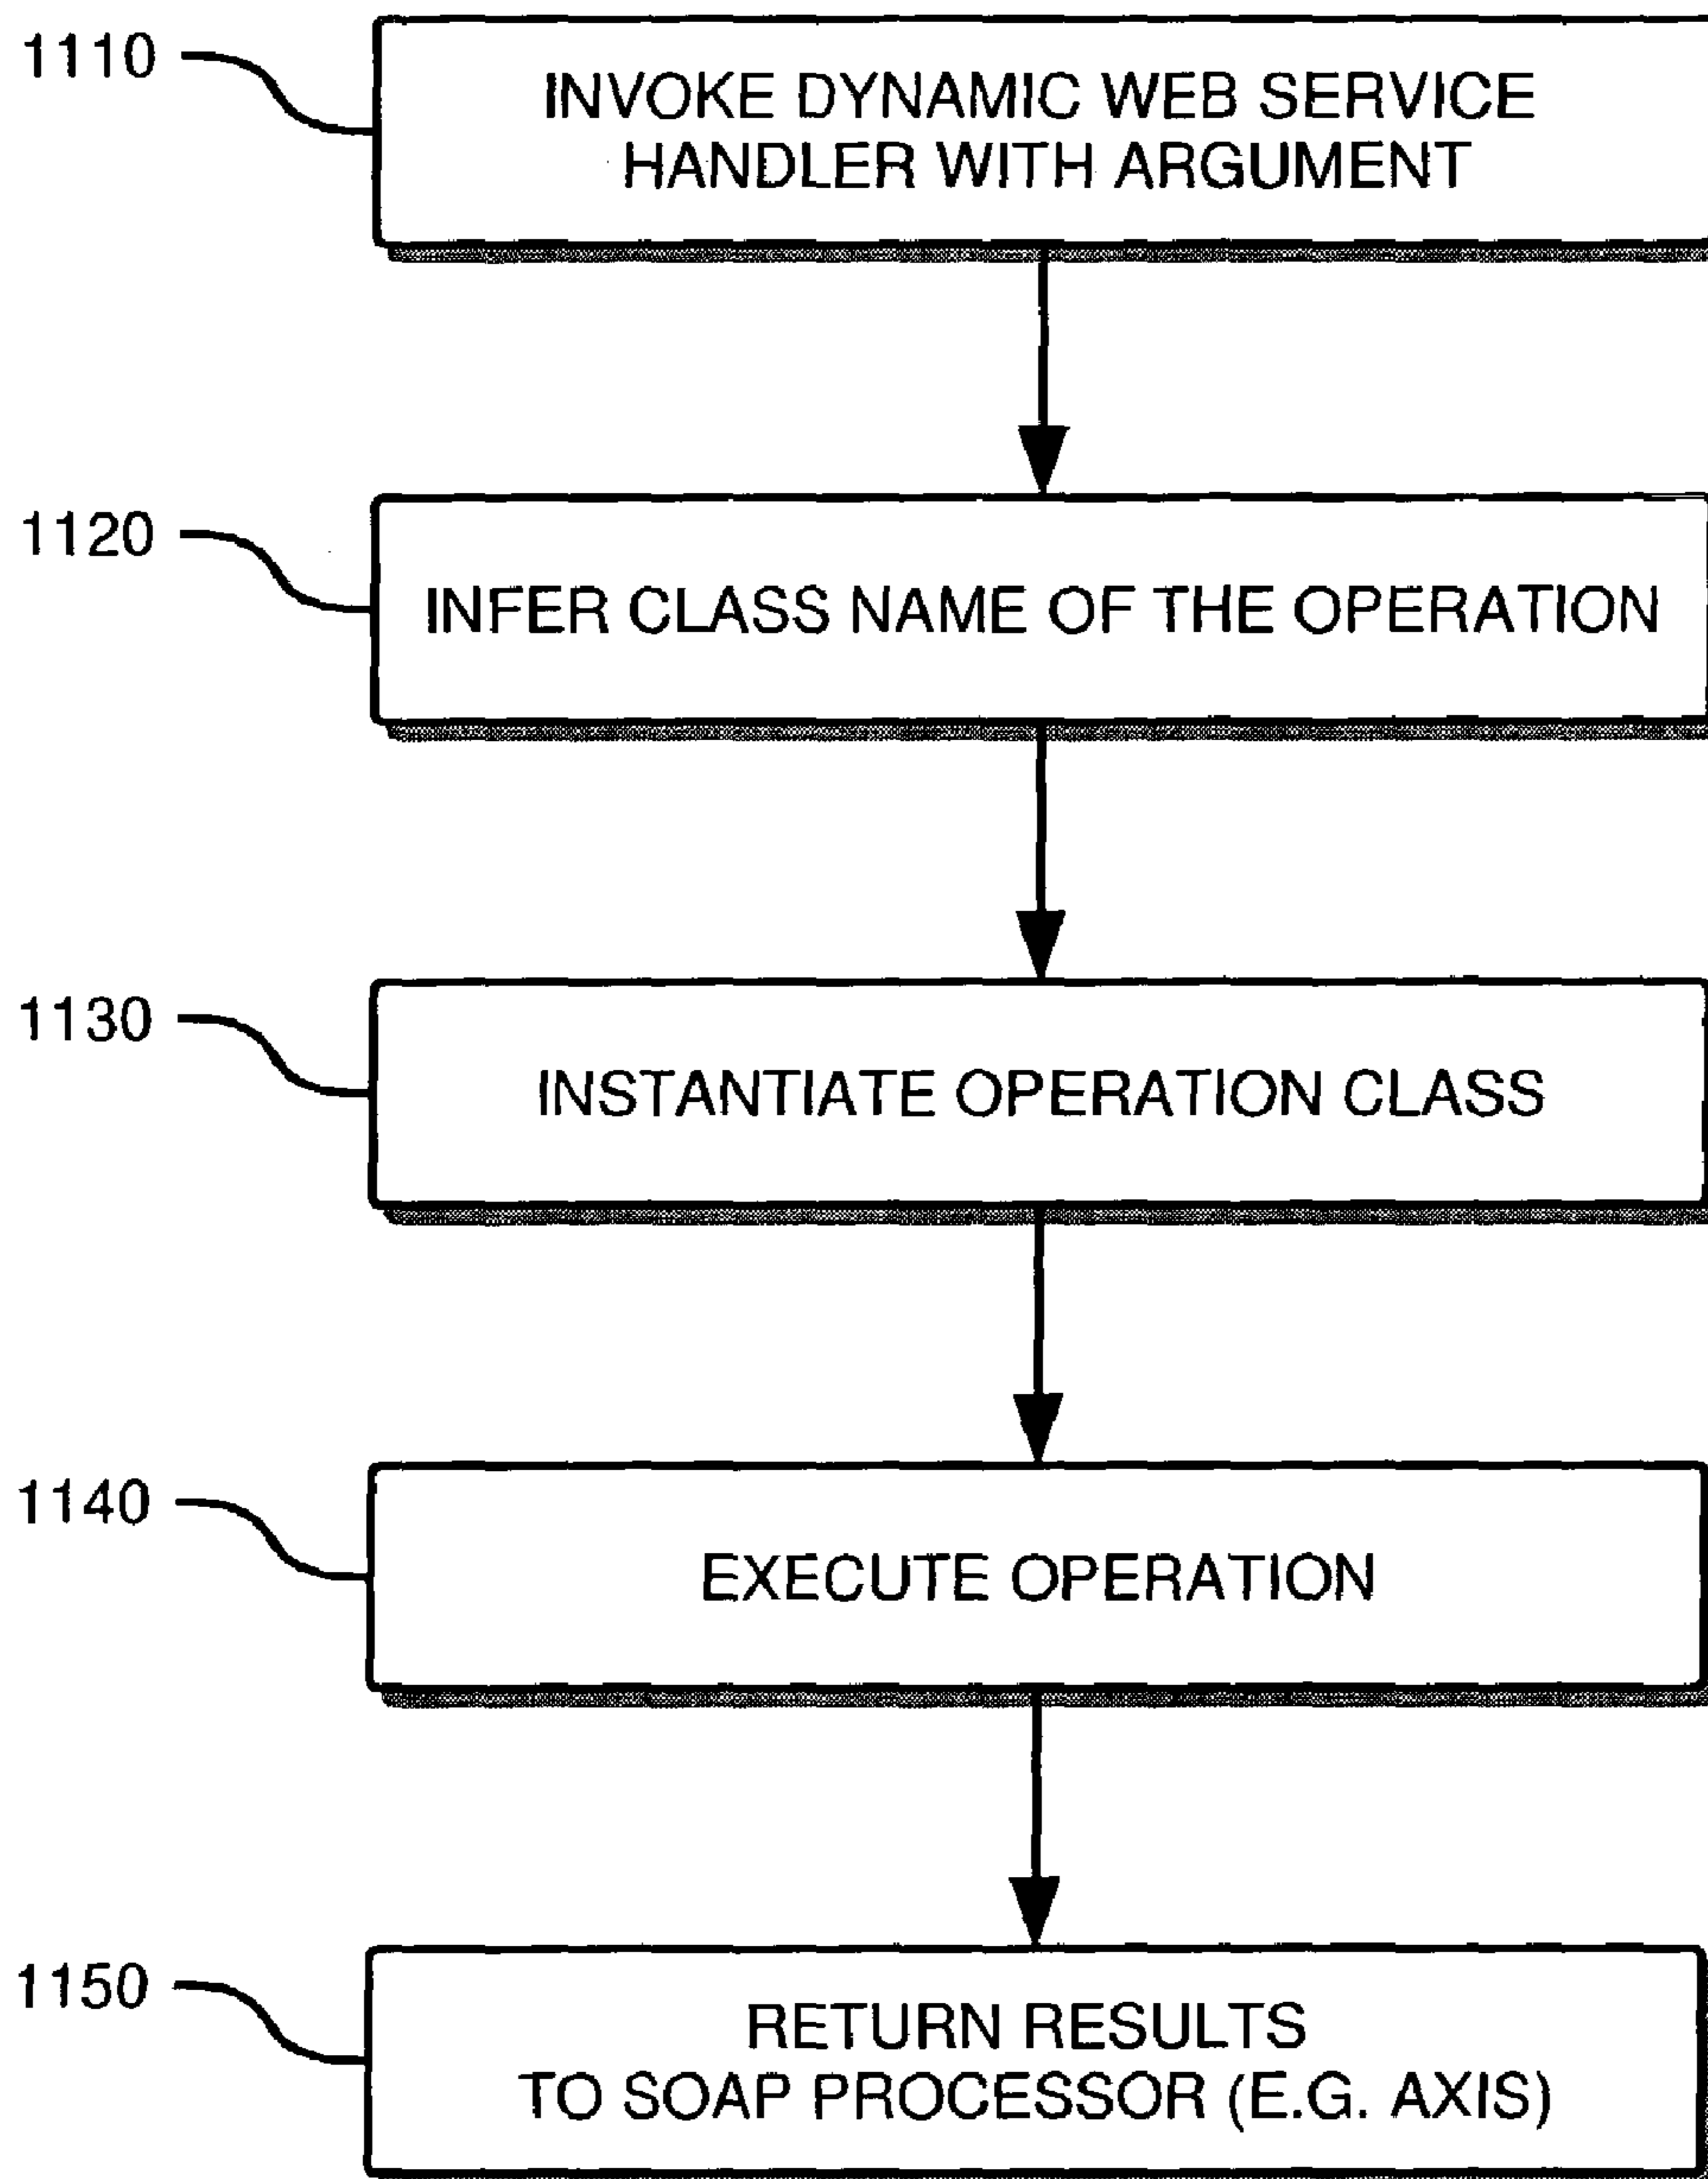 1110
INVOKE DYNAMIC WEB SERVICE
HANDLER WITH ARGUMENT
1120
INFER CLASS NAME OF THE OPERATION
1130
INSTANTIATE OPERATION CLASS
1140
EXECUTE OPERATION
1150
RETURN RESULTS
TO SOAP PROCESSOR (E.G. AXIS)